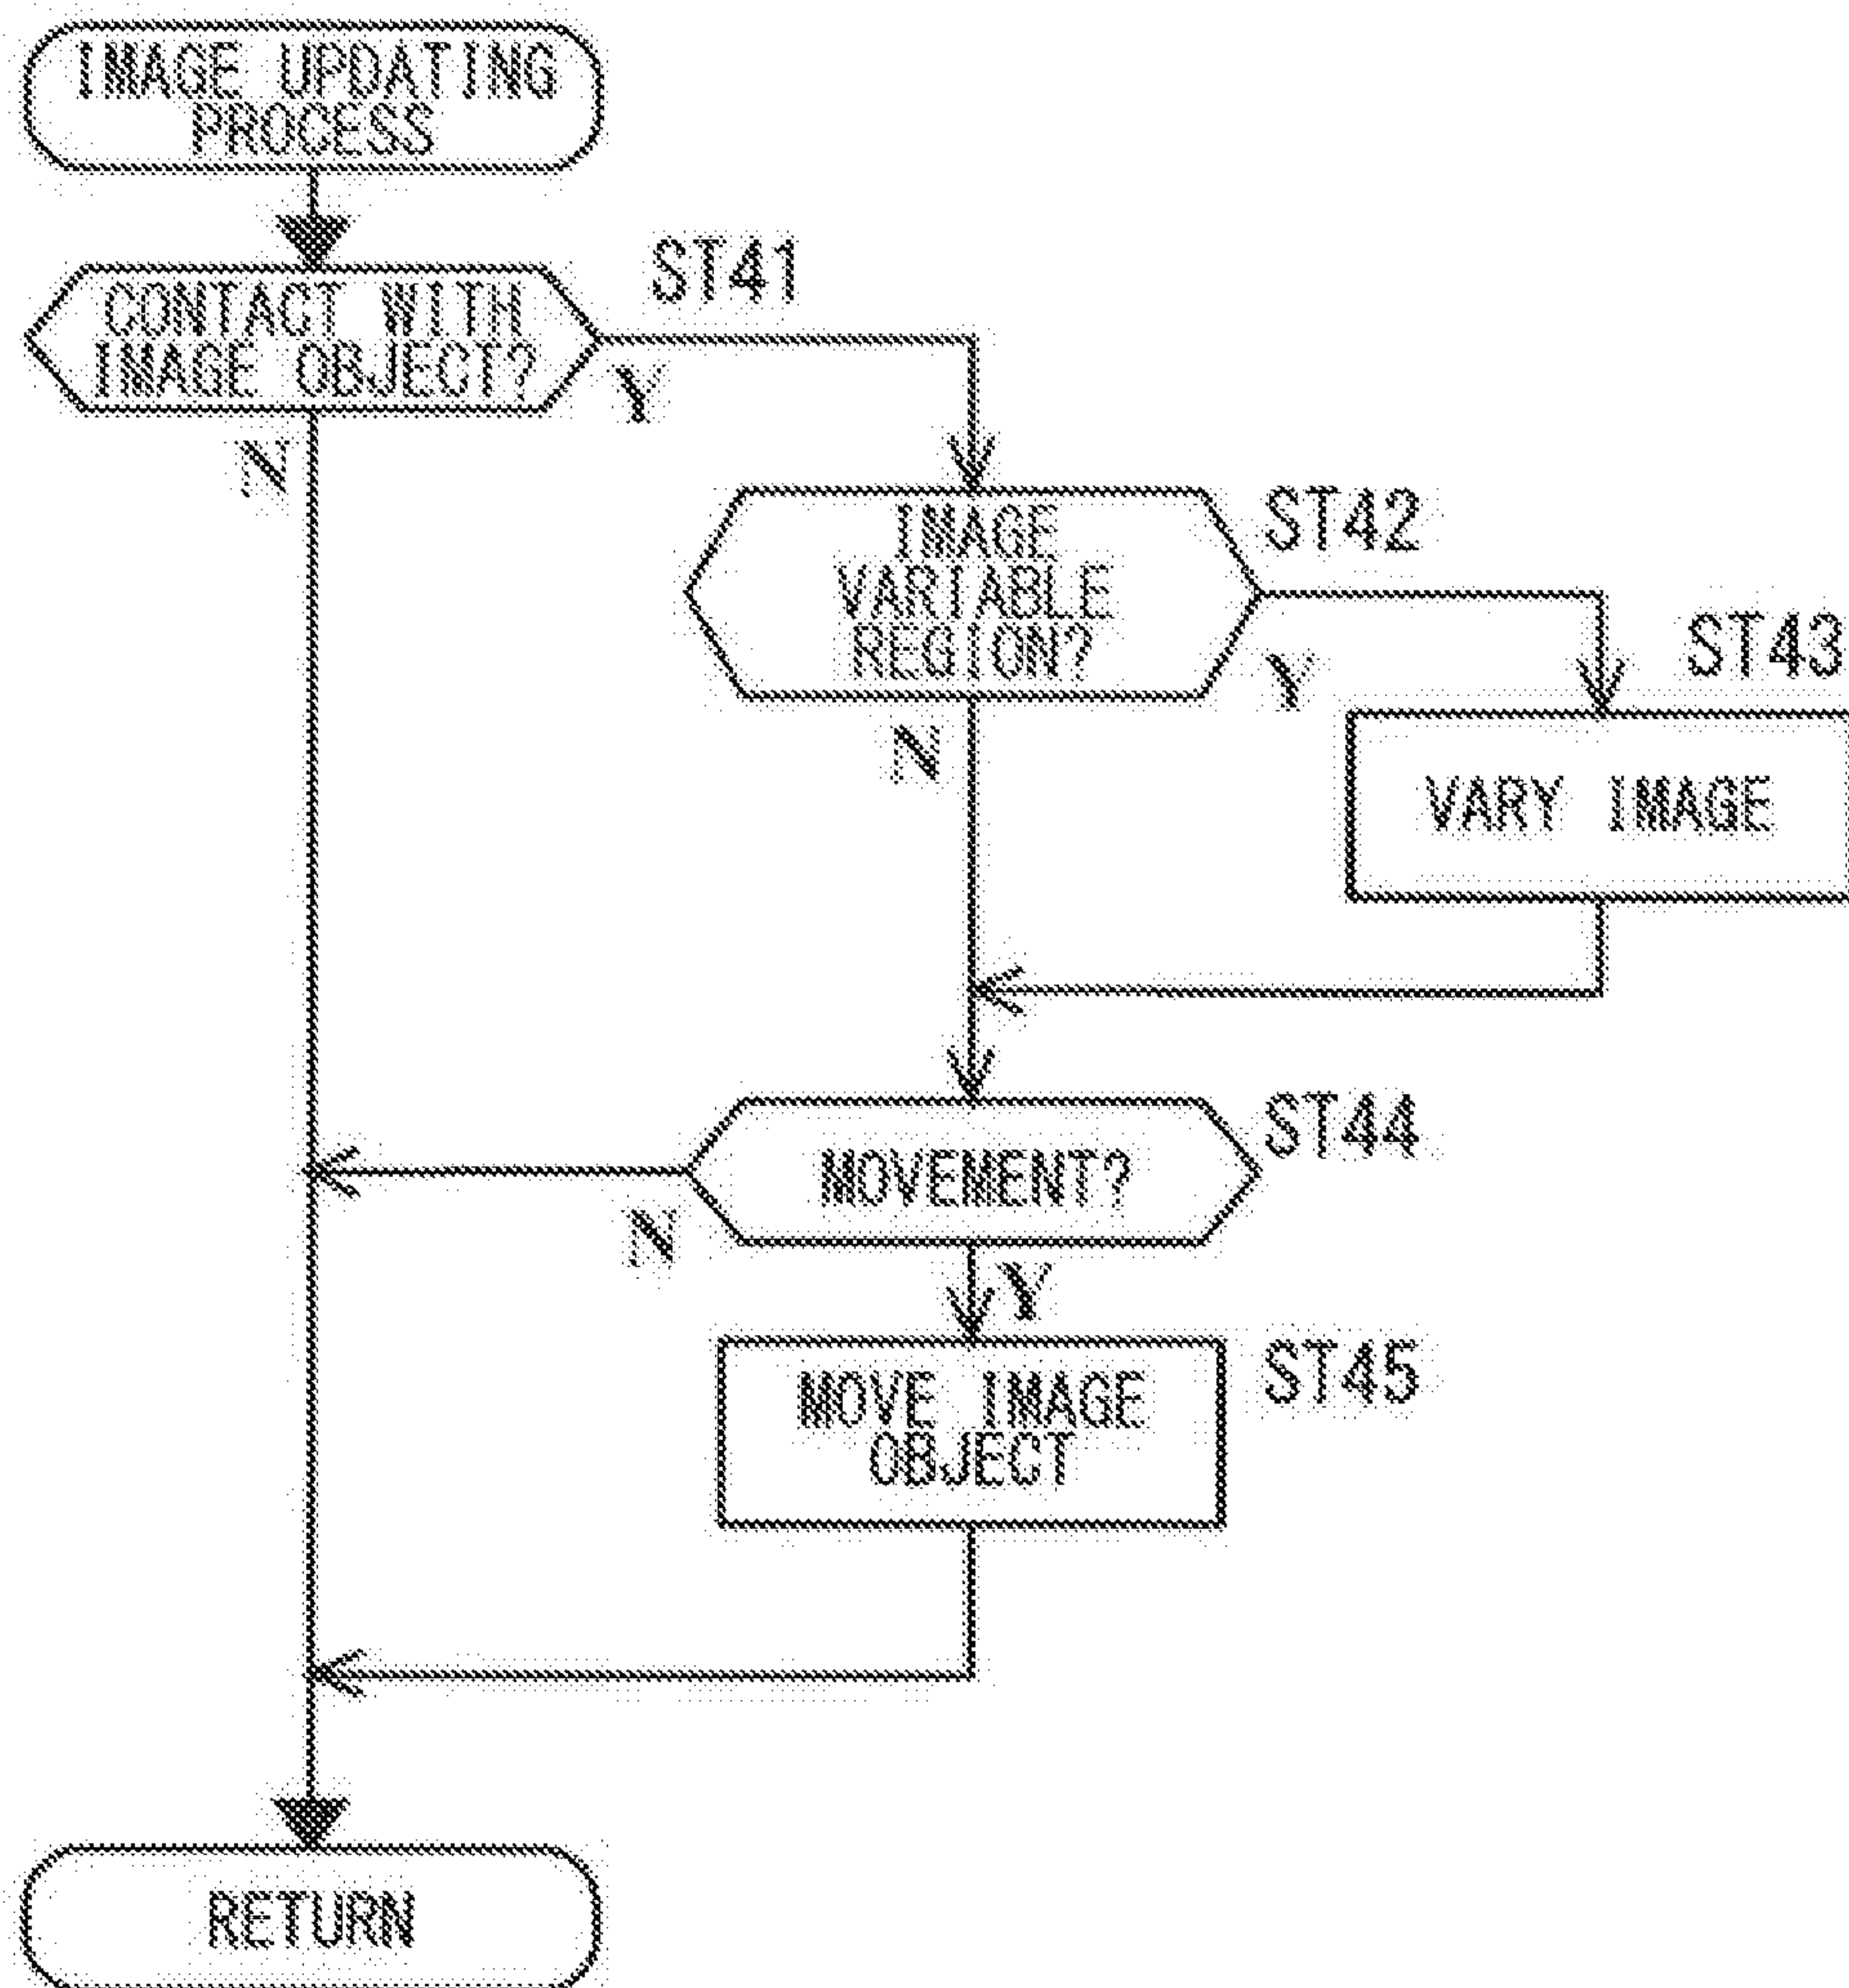 IMAGE UPDATING
PROCESS
ST41
CONTACT WITH
IMAGE OBJECT?
Y
N
ST42
IMAGE
VARIABLE
REGION?
Y
N
ST43
VARY IMAGE
ST44
MOVEMENT?
N
Y
ST45
MOVE IMAGE
OBJECT
RETURN